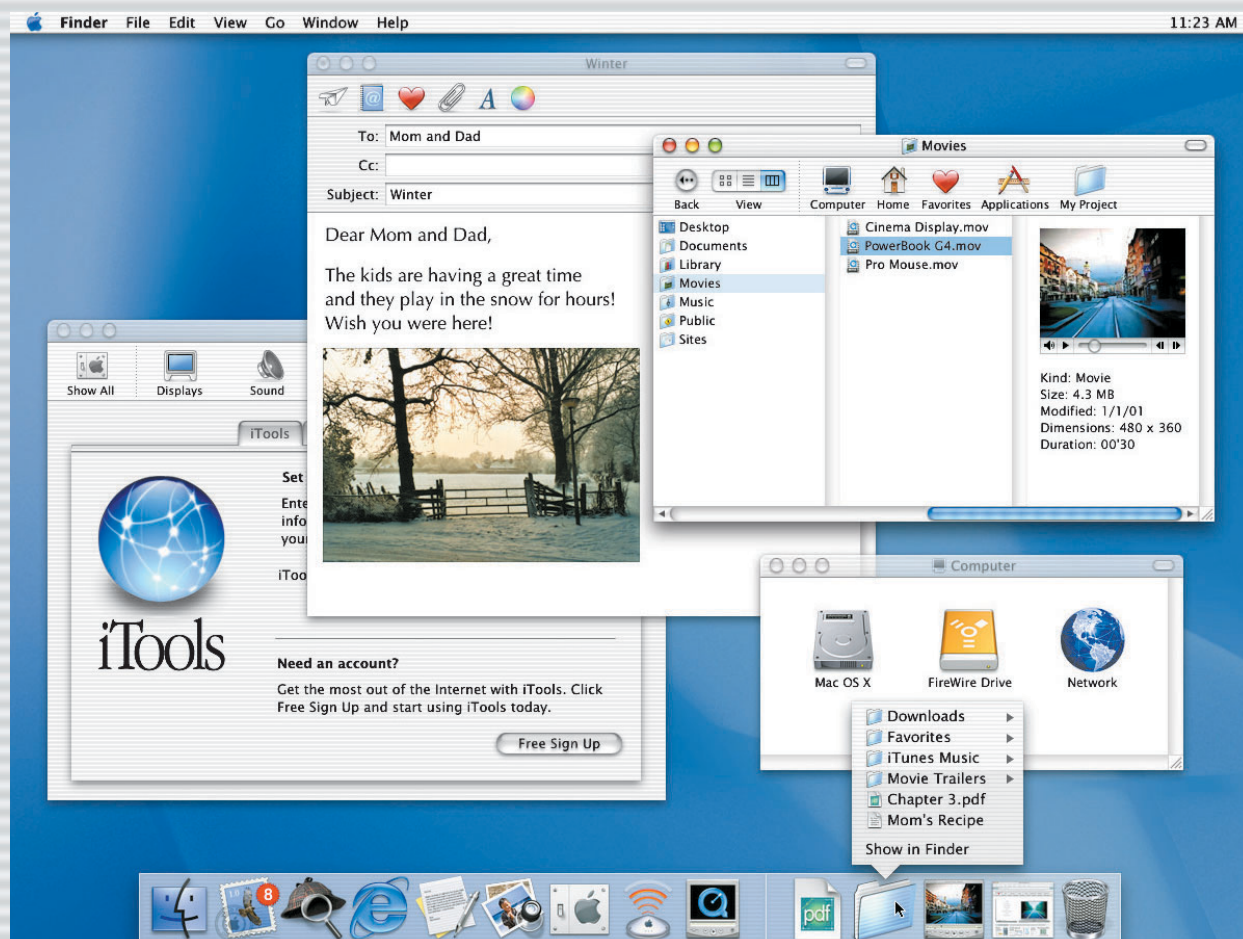 Finder File Edit View Go Window Help
11:23 AM
Winter
To: Mom and Dad
Cc:
Subject: Winter
Dear Mom and Dad,
The kids are having a great time
and they play in the snow for hours!
Wish you were here!
Movies
Back View Computer Home Favorites Applications My Project
Desktop
Documents
Library
Movies
Music
Public
Sites
Cinema Display.mov
PowerBook G4.mov
Pro Mouse.mov
Kind: Movie
Size: 4.3 MB
Modified: 1/1/01
Dimensions: 480 x 360
Duration: 00'30
Show All Displays Sound
iTools
Set
Ente
info
your
iToo
iTools
Need an account?
Get the most out of the Internet with iTools. Click
Free Sign Up and start using iTools today.
Free Sign Up
Computer
Mac OS X FireWire Drive Network
Downloads
Favorites
iTunes Music
Movie Trailers
Chapter 3.pdf
Mom's Recipe
Show in Finder
8
pdf